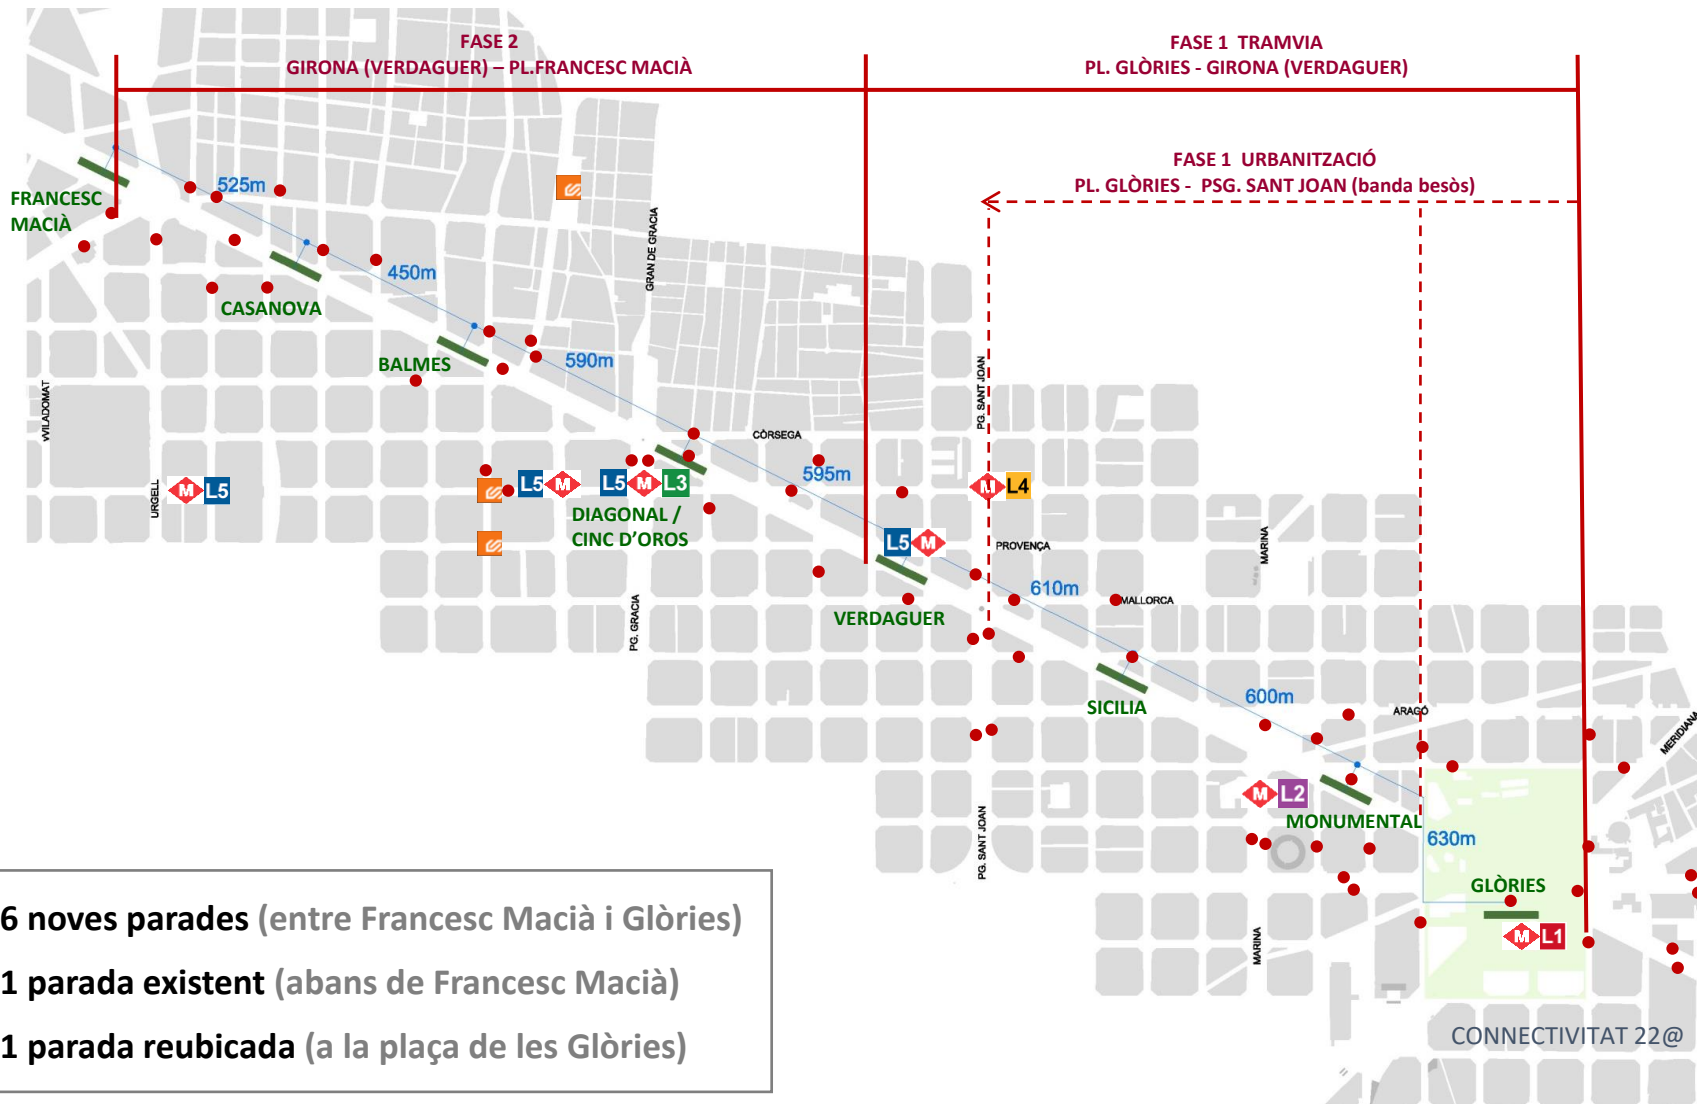 FASE 2
GIRONA (VERDAGUER) – PL.FRANCESC MACIÀ
FASE 1 TRAMVIA
PL. GLÒRIES - GIRONA (VERDAGUER)
FASE 1 URBANITZACIÓ
PL. GLÒRIES - PSG. SANT JOAN (banda besòs)
FRANCESC
MACIÀ
525m
GRAN DE GRACIA
450m
CASANOVA
BALMES
590m
VVILADOMAT
PG. SANT JOAN
CÒRSEGA
595m
URGELL
M L5
L5 M
L5 M L3
M L4
DIAGONAL /
CINC D'OROS
L5 M
PROVENÇA
MARINA
610m
MALLORCA
VERDAGUER
PG. GRACIA
SICILIA
600m
ARAGÓ
MERIDIANA
M L2
MONUMENTAL
630m
PG. SANT JOAN
GLÒRIES
M L1
MARINA
6 noves parades (entre Francesc Macià i Glòries)
1 parada existent (abans de Francesc Macià)
1 parada reubicada (a la plaça de les Glòries)
CONNECTIVITAT 22@